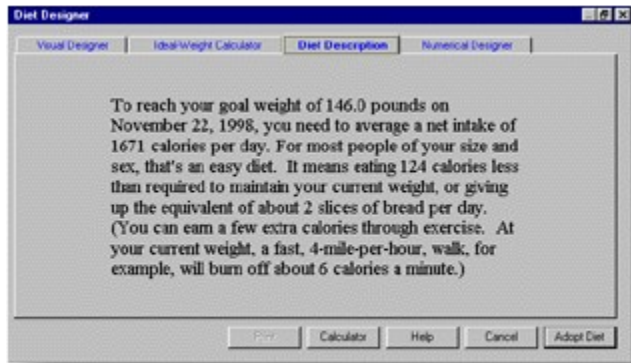 Diet Designer
Visual Designer Ideal-Weight Calculator Diet Description Numerical Designer
To reach your goal weight of 146.0 pounds on
November 22, 1998, you need to average a net intake of
1671 calories per day. For most people of your size and
sex, that's an easy diet. It means eating 124 calories less
than required to maintain your current weight, or giving
up the equivalent of about 2 slices of bread per day.
(You can earn a few extra calories through exercise. At
your current weight, a fast, 4-mile-per-hour, walk, for
example, will burn off about 6 calories a minute.)
Print Calculator Help Cancel Adopt Diet